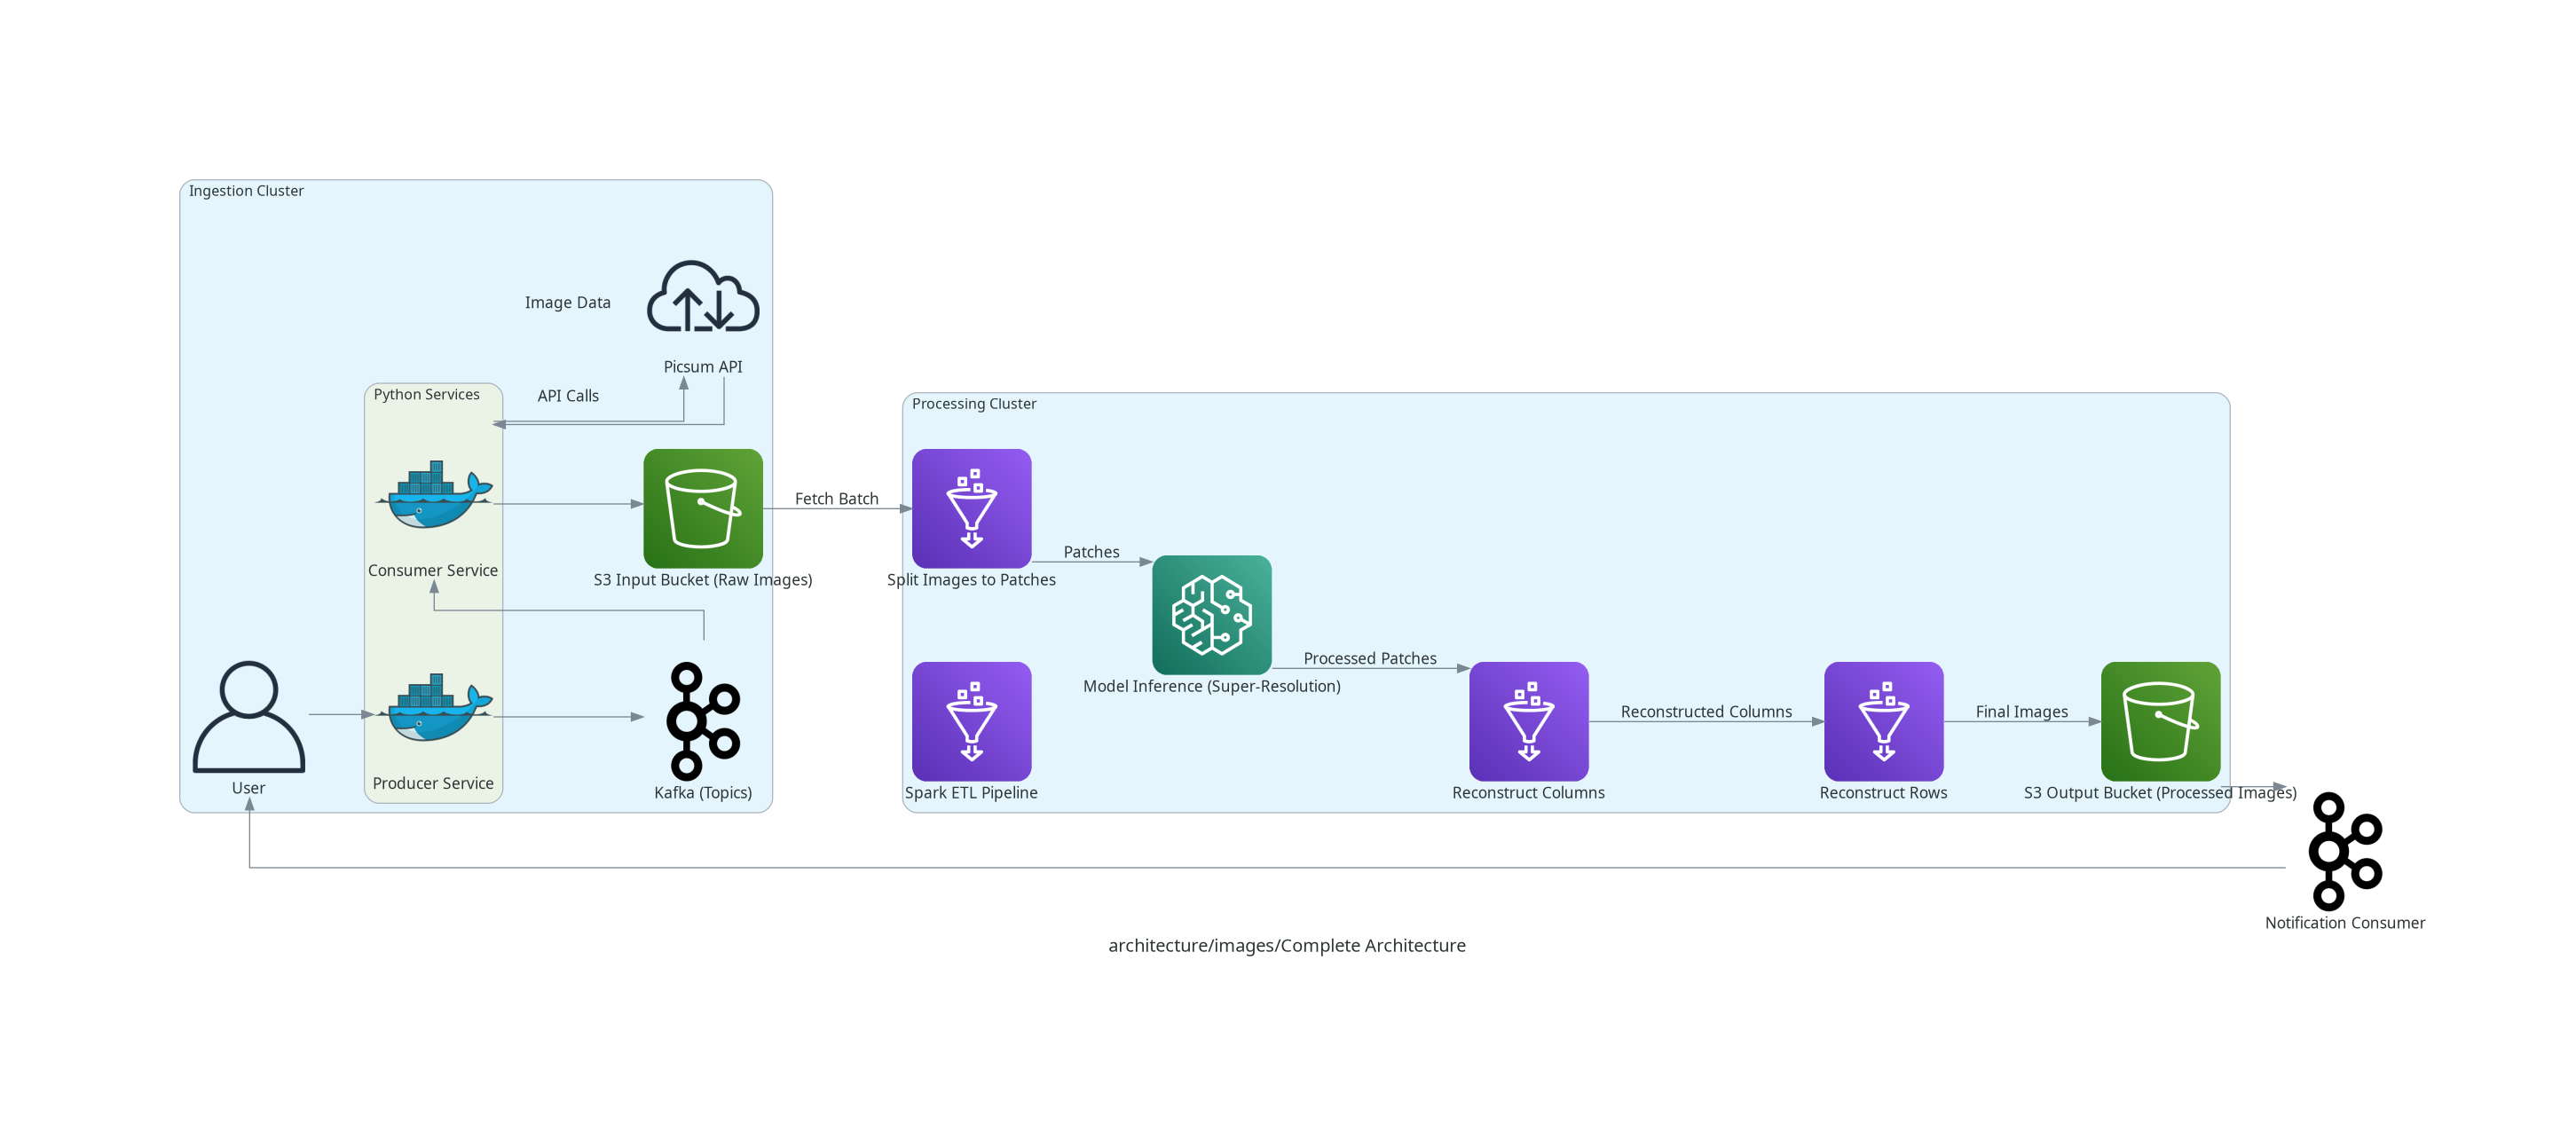 Ingestion Cluster
Image Data
Picsum API
Python Services
API Calls
Processing Cluster
Fetch Batch
Consumer Service
S3 Input Bucket (Raw Images)
Split Images to Patches
Patches
Processed Patches
Model Inference (Super-Resolution)
Reconstructed Columns
Final Images
User
Producer Service
Kafka (Topics)
Spark ETL Pipeline
Reconstruct Columns
Reconstruct Rows
S3 Output Bucket (Processed Images)
Notification Consumer
architecture/images/Complete Architecture